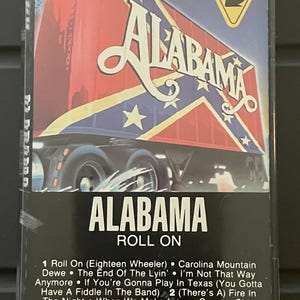 ALABAMA
ALABAMA
ROLL ON
1 Roll On (Eighteen Wheeler) • Carolina Mountain
Dewe • The End Of The Lyin' • I'm Not That Way
Anymore • If You're Gonna Play In Texas (You Gotta
Have A Fiddle In The Band) 2 (There's A) Fire In